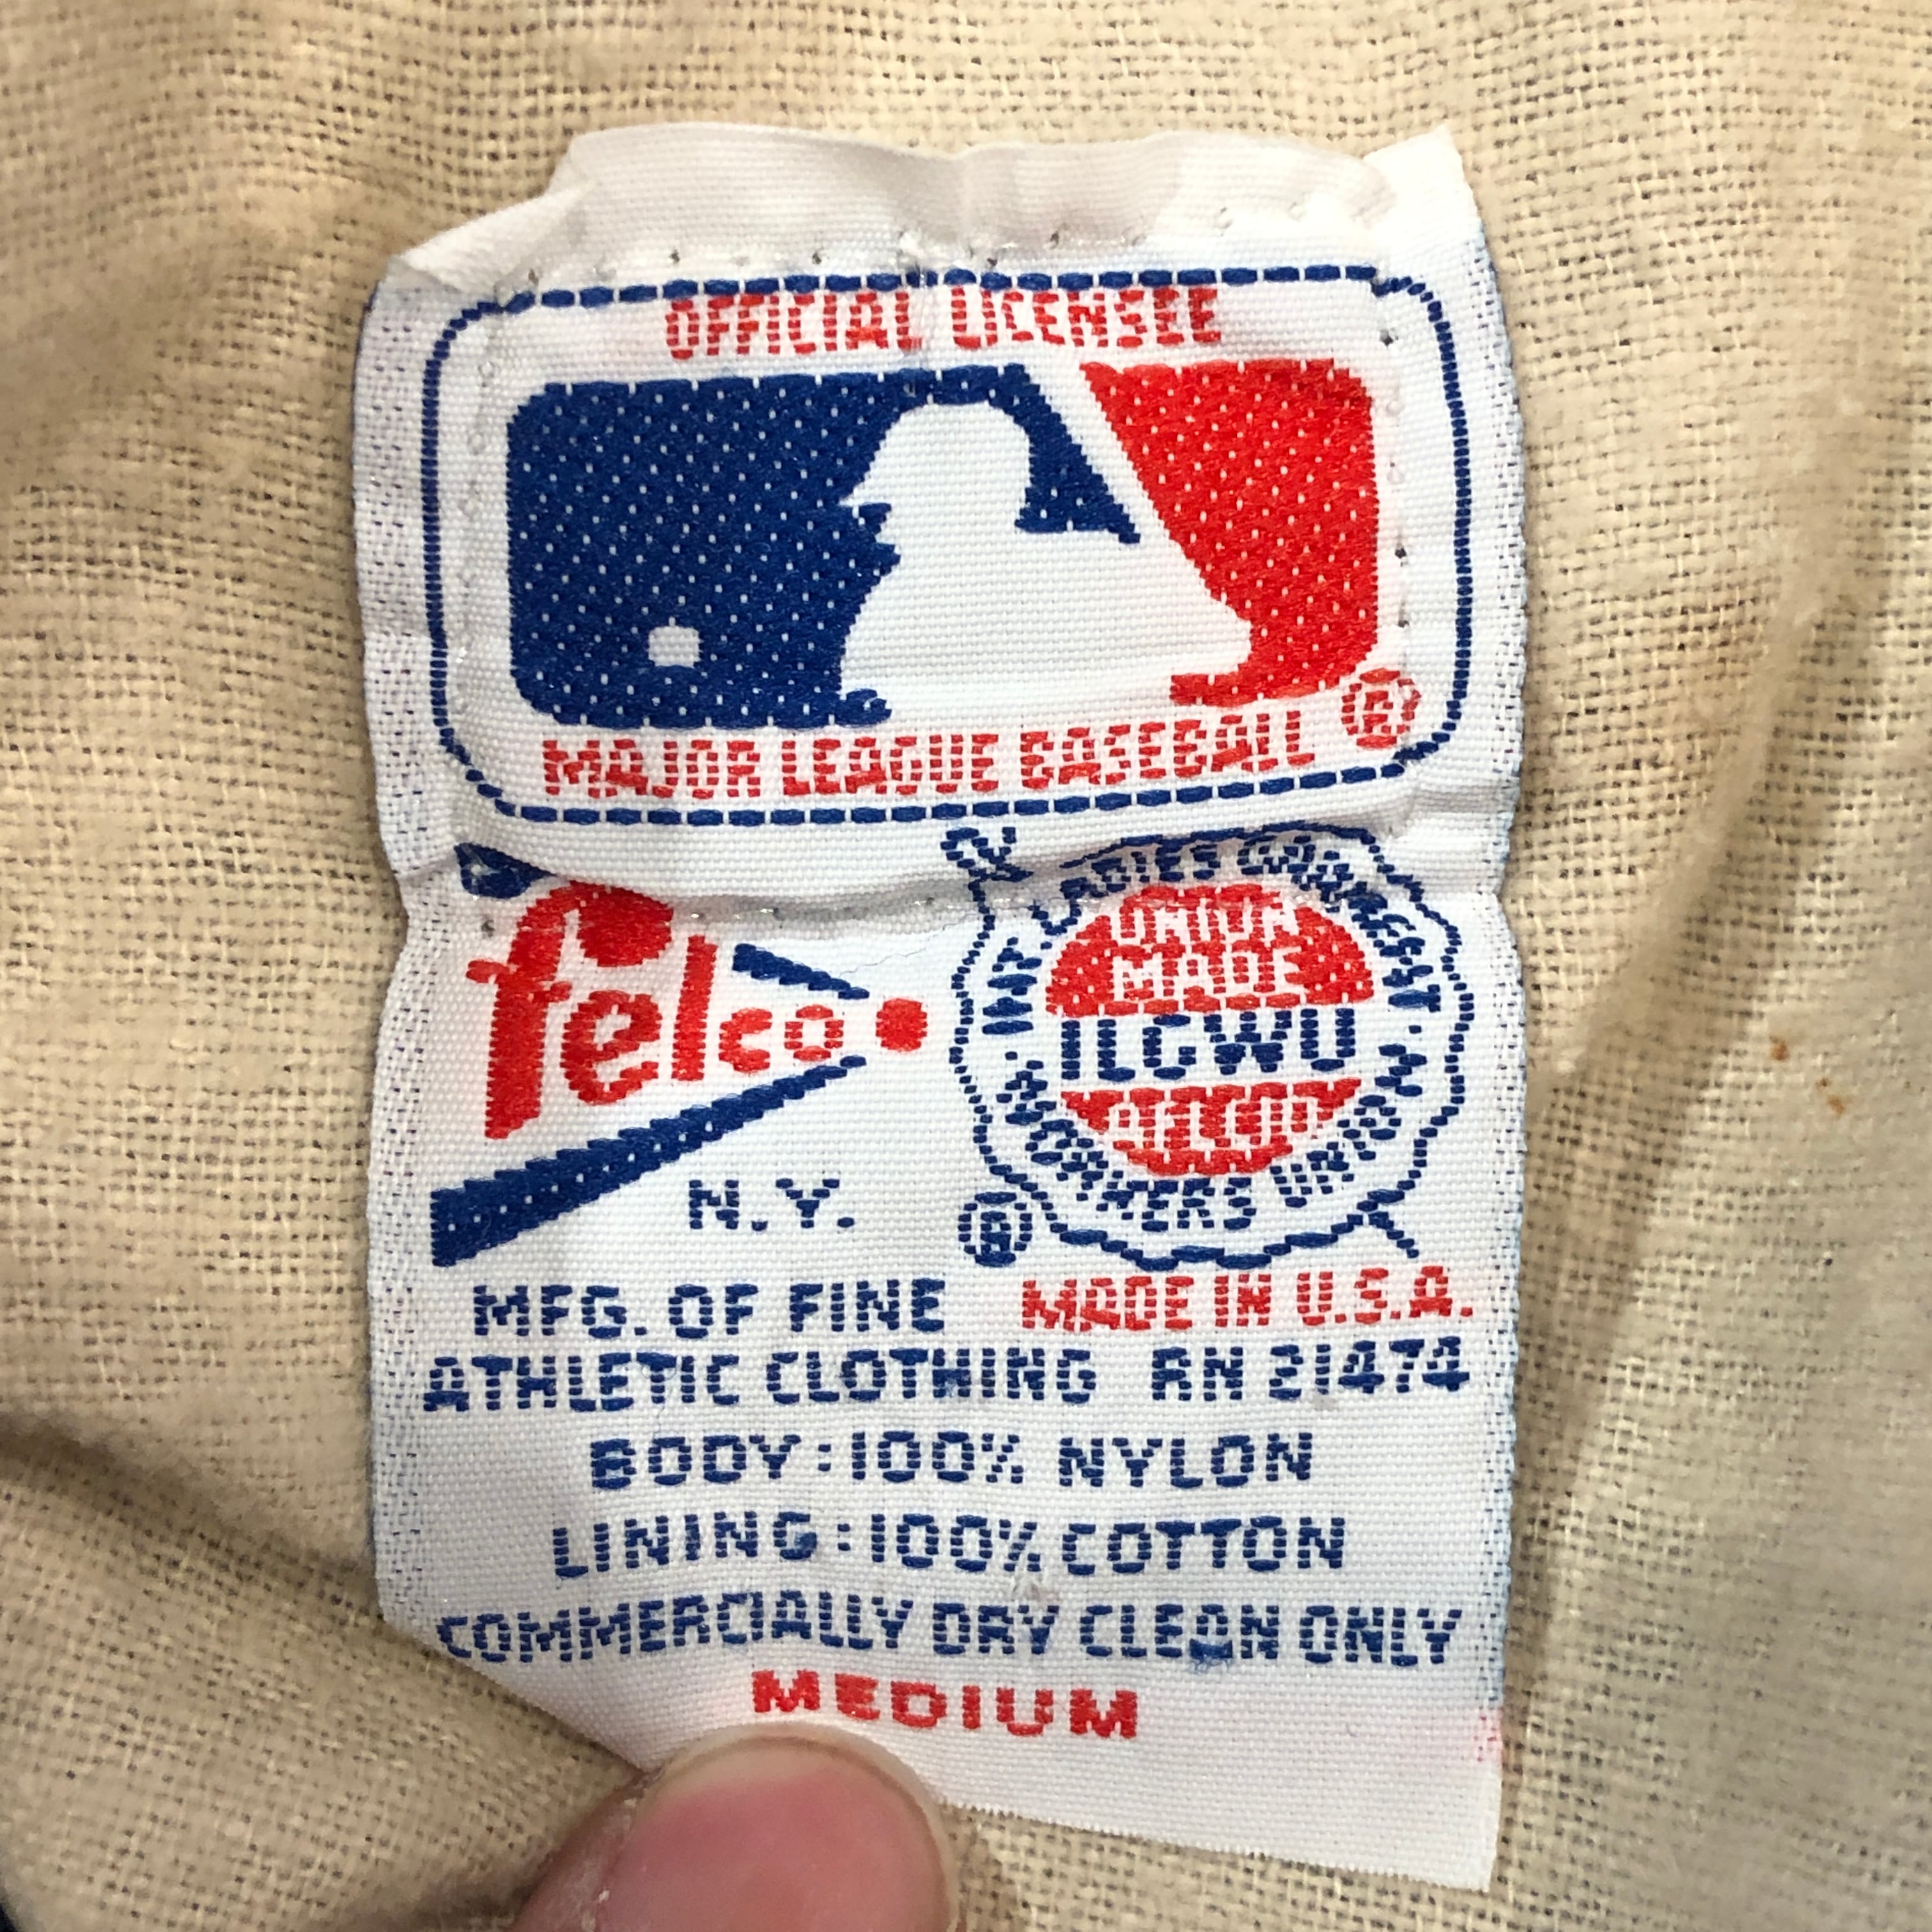 OFFICIAL LICENSEE
MAJOR LEAGUE BASEBALL ®
felco
N.Y.
INT. LADIES GARMENT
WORKERS UNION
UNION
MADE
ILGWU
AFLCIO
®
MFG. OF FINE MADE IN U.S.A.
ATHLETIC CLOTHING RN 21474
BODY:100% NYLON
LINING:100% COTTON
COMMERCIALLY DRY CLEAN ONLY
MEDIUM